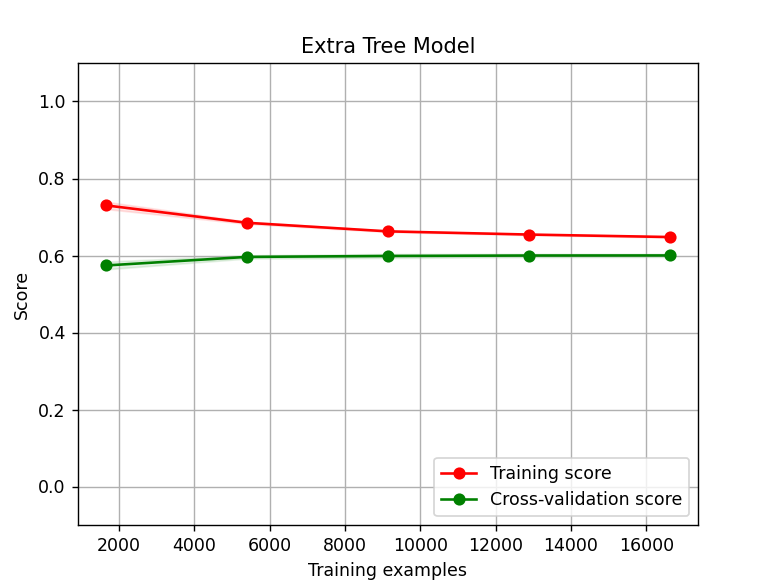 Extra Tree Model
1.0
0.8
0.6
0.4
0.2
0.0
Score
Training score
Cross-validation score
2000 4000 6000 8000 10000 12000 14000 16000
Training examples